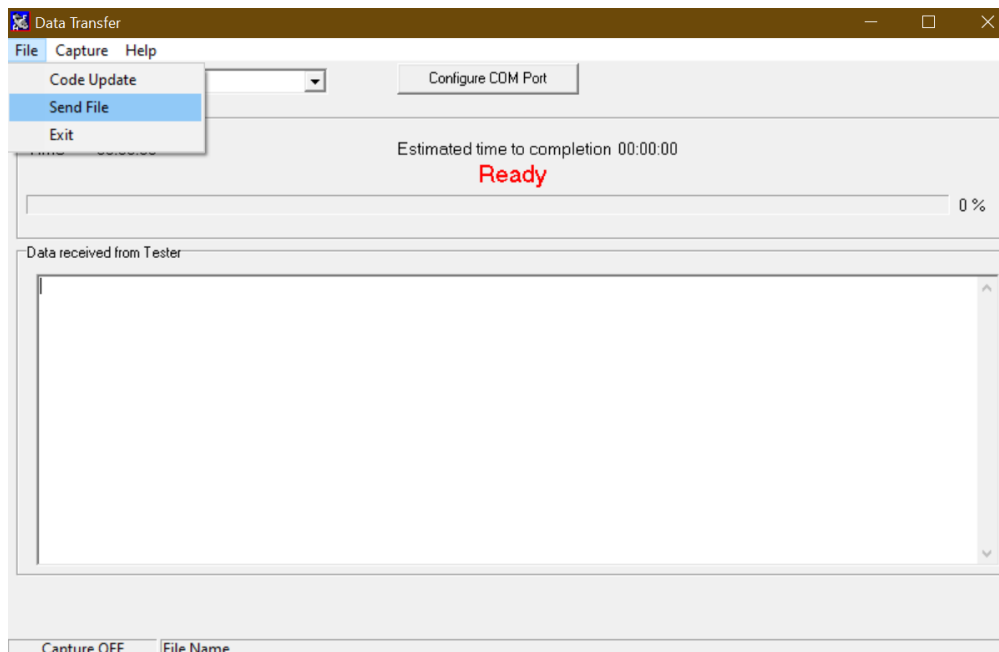 Data Transfer
File Capture Help
Code Update
Configure COM Port
Send File
Exit
Estimated time to completion 00:00:00
Ready
0 %
Data received from Tester
Capture OFF File Name